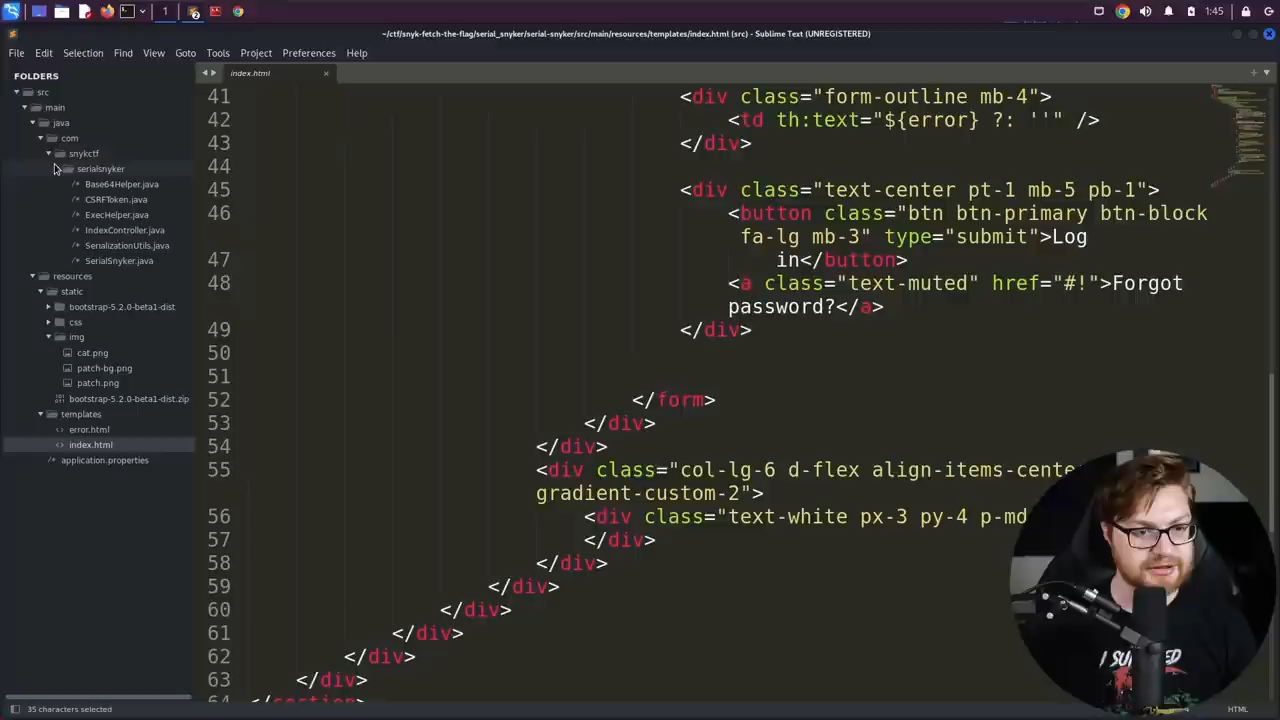 1
2
1:45
~/ctf/snyk-fetch-the-flag/serial_snyker/serial-snyker/src/main/resources/templates/index.html (src) - Sublime Text (UNREGISTERED)
File Edit Selection Find View Goto Tools Project Preferences Help
FOLDERS
src
main
java
com
snykctf
serialsnyker
Base64Helper.java
CSRFToken.java
ExecHelper.java
IndexController.java
SerializationUtils.java
SerialSnyker.java
resources
static
bootstrap-5.2.0-beta1-dist
css
img
cat.png
patch-bg.png
patch.png
bootstrap-5.2.0-beta1-dist.zip
templates
error.html
index.html
application.properties
index.html
41 <div class="form-outline mb-4">
42 <td th:text="${error} ?: ''" />
43 </div>
44
45 <div class="text-center pt-1 mb-5 pb-1">
46 <button class="btn btn-primary btn-block
fa-lg mb-3" type="submit">Log
47 in</button>
48 <a class="text-muted" href="#!">Forgot
password?</a>
49 </div>
50
51
52 </form>
53 </div>
54 </div>
55 <div class="col-lg-6 d-flex align-items-cente
gradient-custom-2">
56 <div class="text-white px-3 py-4 p-md
57 </div>
58 </div>
59 </div>
60 </div>
61 </div>
62 </div>
63 </div>
64 </section>
I SU
35 characters selected
HTML